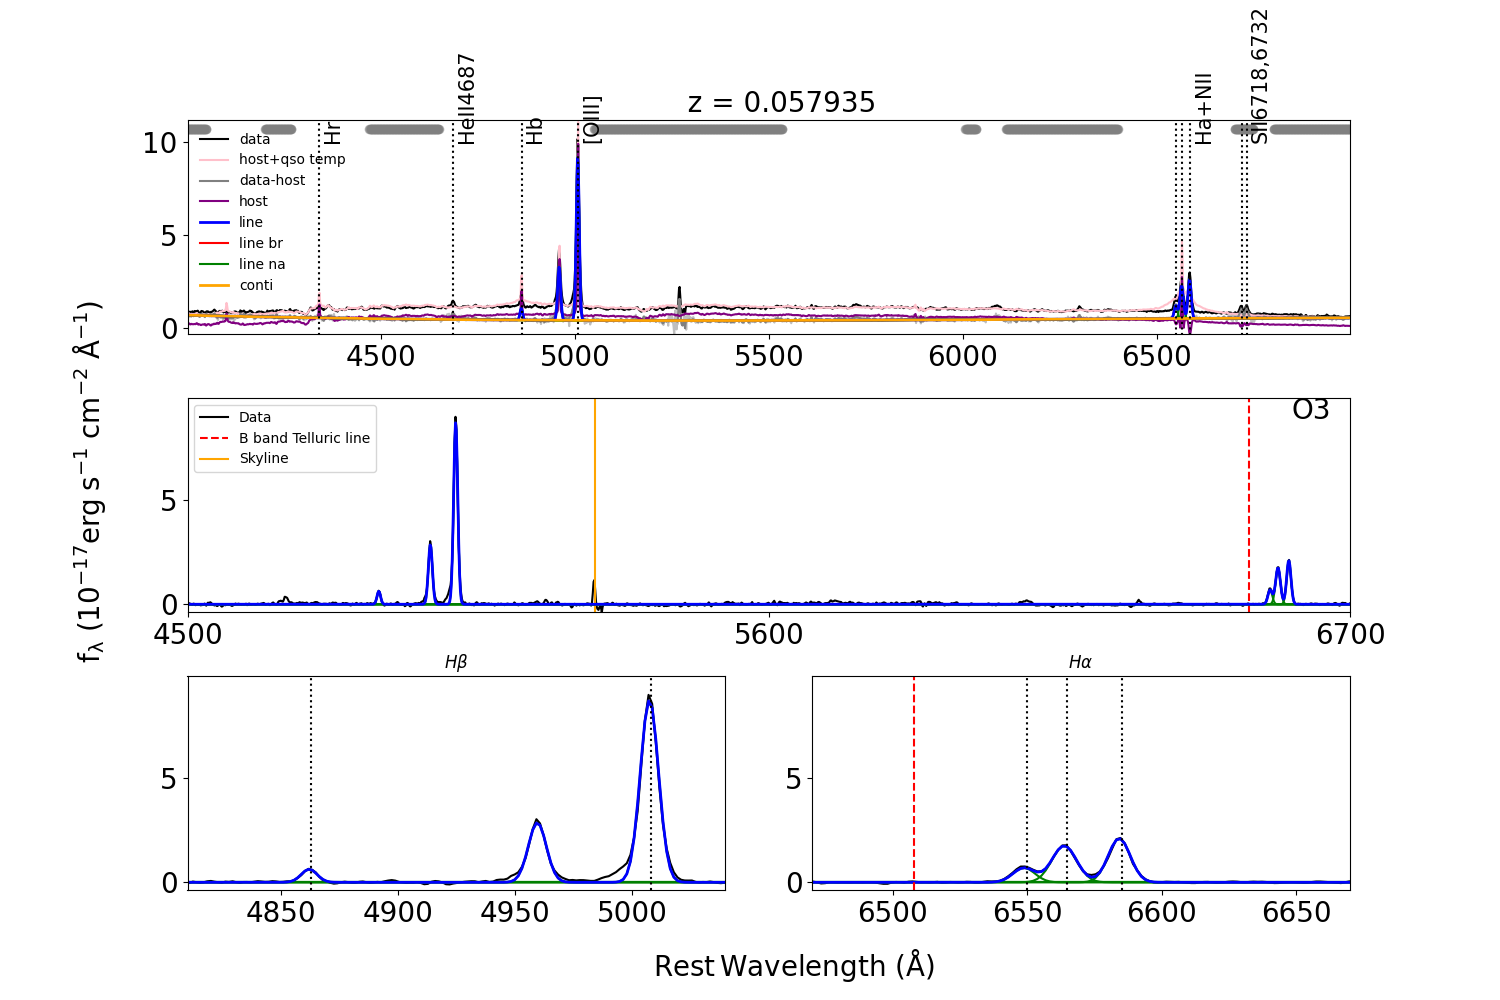 z = 0.057935
Hr
HeII4687
Hb
[OIII]
Ha+NII
SII6718,6732
data
host+qso temp
data-host
host
line
line br
line na
conti
10
5
0
4500 5000 5500 6000 6500
fλ (10⁻¹⁷erg s⁻¹ cm⁻² Å⁻¹)
O3
Data
B band Telluric line
Skyline
5
0
4500 5600 6700
Hβ
5
0
4850 4900 4950 5000
Hα
5
0
6500 6550 6600 6650
Rest Wavelength (Å)